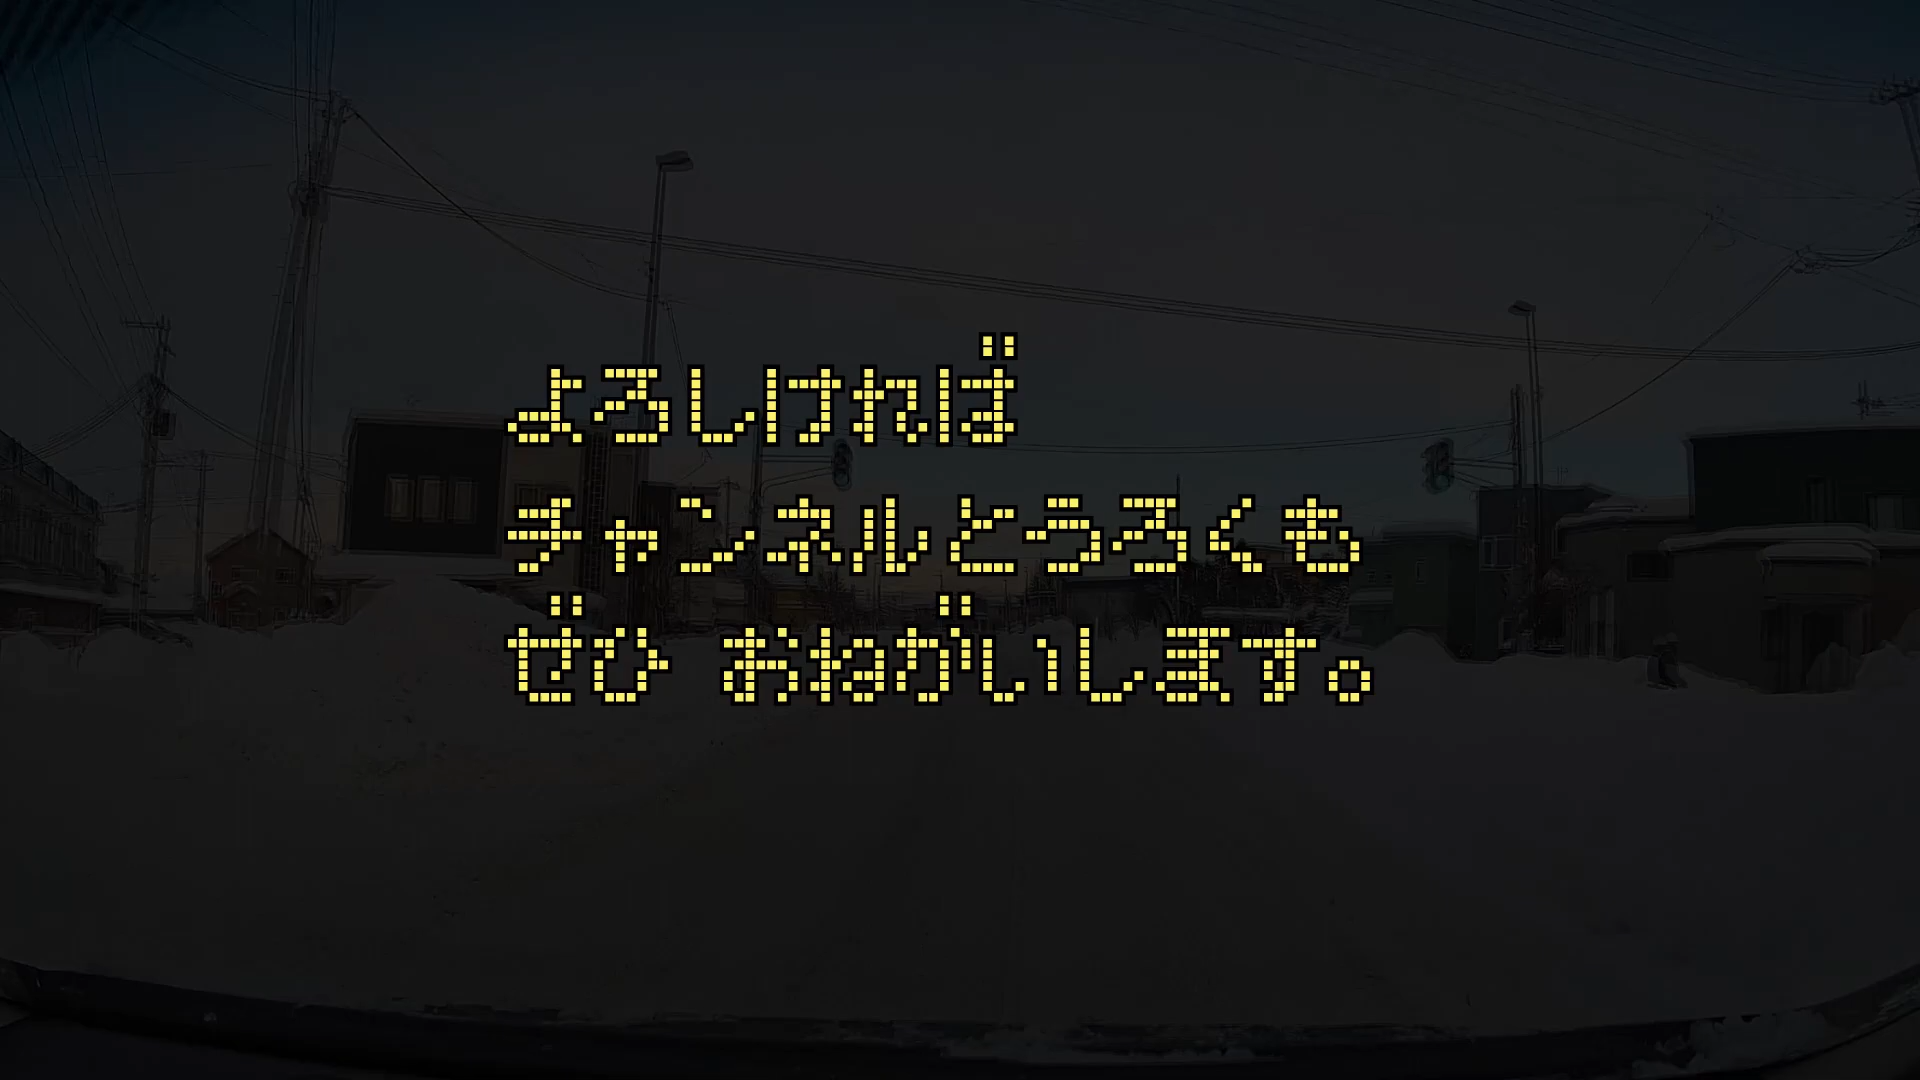 よろしければ
チャンネルとうろくも
ぜひ おねがいします。